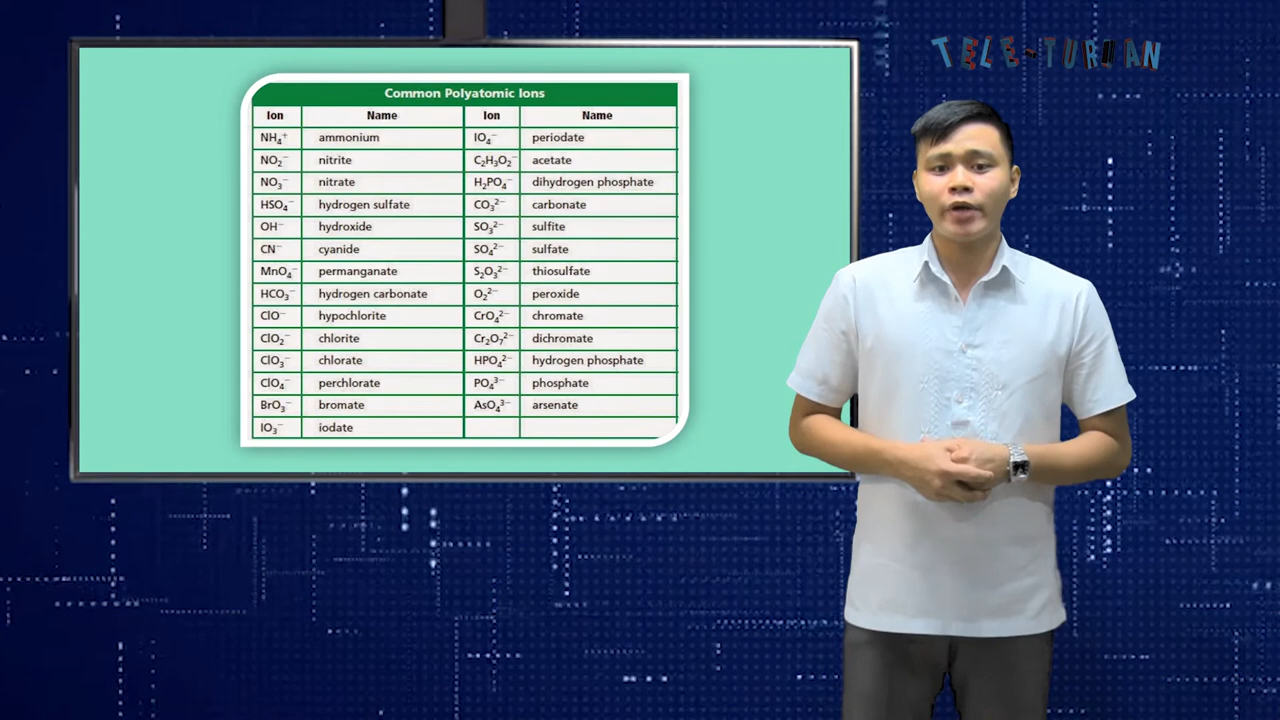 TELE-TURUAN
Common Polyatomic Ions
Ion Name Ion Name
NH₄⁺ ammonium IO₄⁻ periodate
NO₂⁻ nitrite C₂H₃O₂⁻ acetate
NO₃⁻ nitrate H₂PO₄⁻ dihydrogen phosphate
HSO₄⁻ hydrogen sulfate CO₃²⁻ carbonate
OH⁻ hydroxide SO₃²⁻ sulfite
CN⁻ cyanide SO₄²⁻ sulfate
MnO₄⁻ permanganate S₂O₃²⁻ thiosulfate
HCO₃⁻ hydrogen carbonate O₂²⁻ peroxide
ClO⁻ hypochlorite CrO₄²⁻ chromate
ClO₂⁻ chlorite Cr₂O₇²⁻ dichromate
ClO₃⁻ chlorate HPO₄²⁻ hydrogen phosphate
ClO₄⁻ perchlorate PO₄³⁻ phosphate
BrO₃⁻ bromate AsO₄³⁻ arsenate
IO₃⁻ iodate